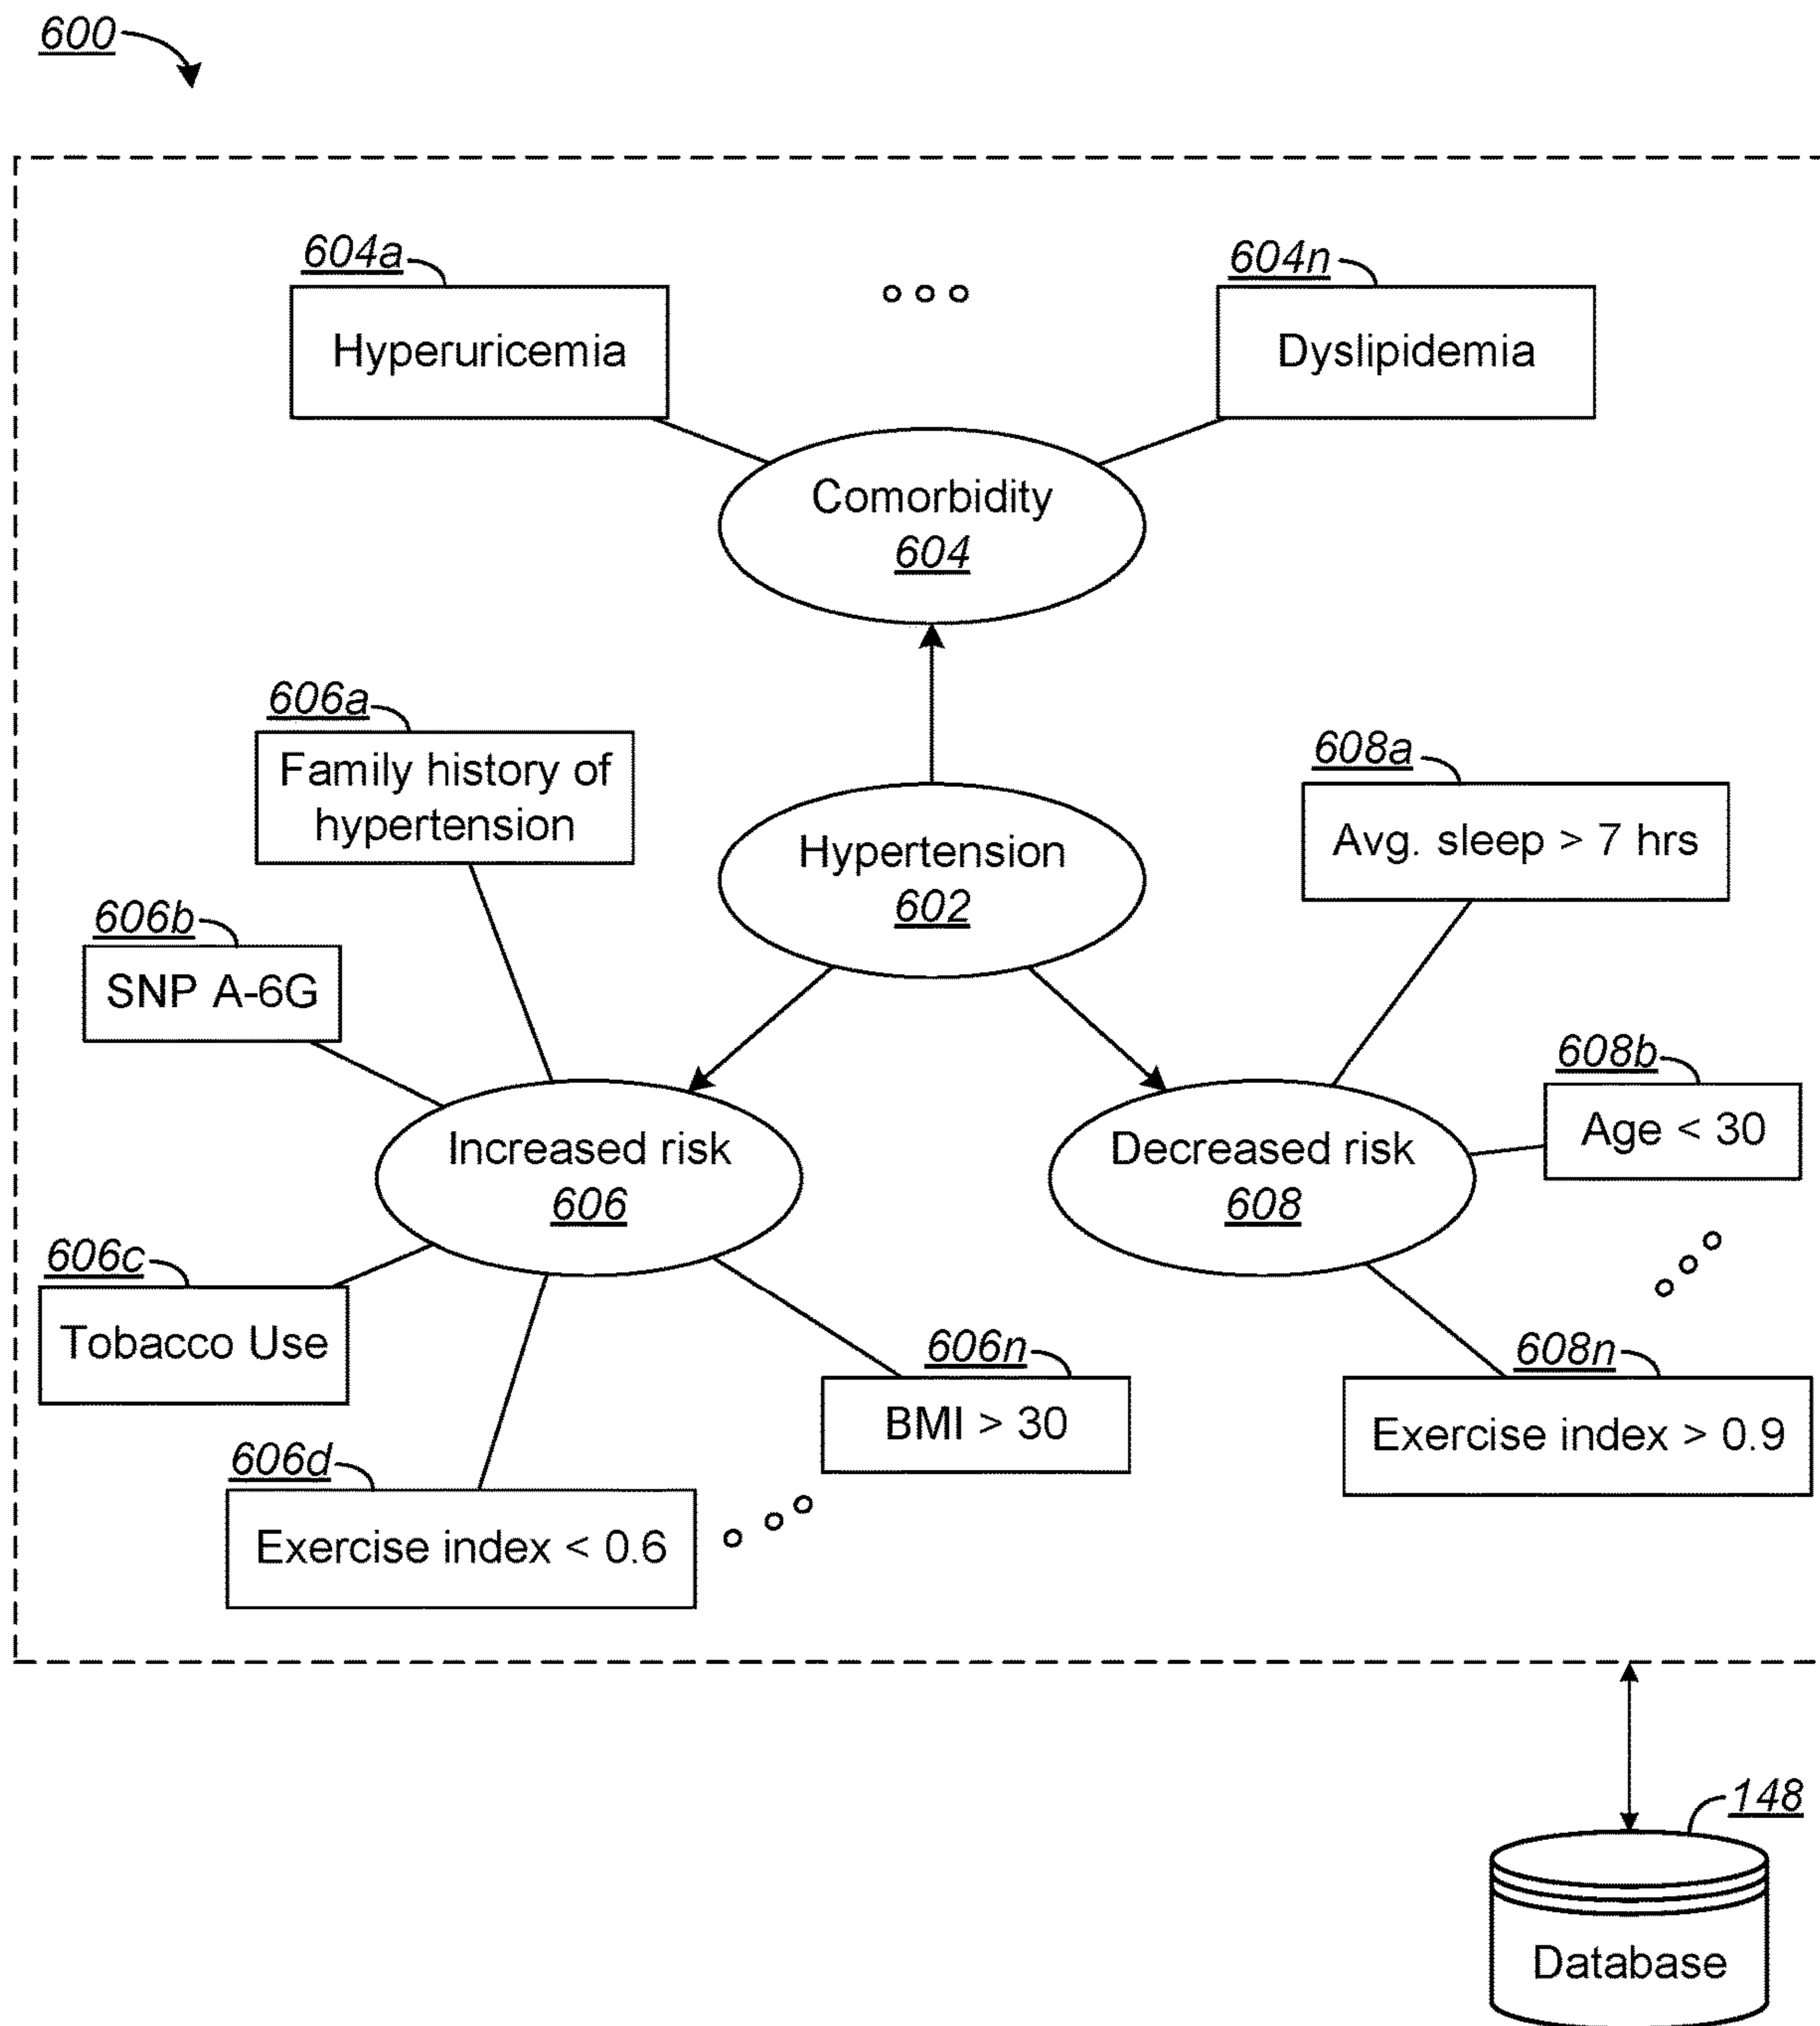 600
604a
604n
Hyperuricemia
Dyslipidemia
Comorbidity
604
606a
Family history of
hypertension
608a
Avg. sleep > 7 hrs
Hypertension
602
606b
SNP A-6G
608b
Age < 30
Increased risk
606
Decreased risk
608
606c
Tobacco Use
606n
BMI > 30
608n
Exercise index > 0.9
606d
Exercise index < 0.6
148
Database